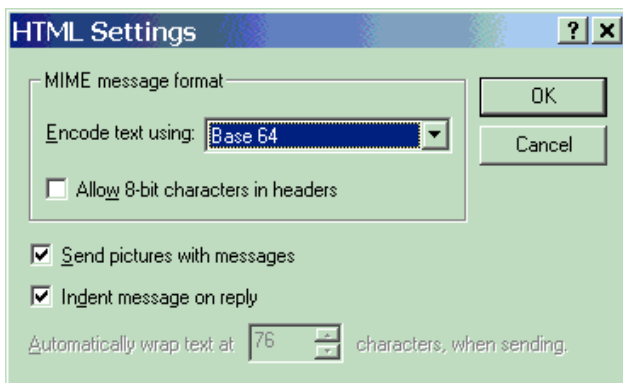 HTML Settings
MIME message format
OK
Encode text using: Base 64
Cancel
Allow 8-bit characters in headers
Send pictures with messages
Indent message on reply
Automatically wrap text at 76 characters, when sending.